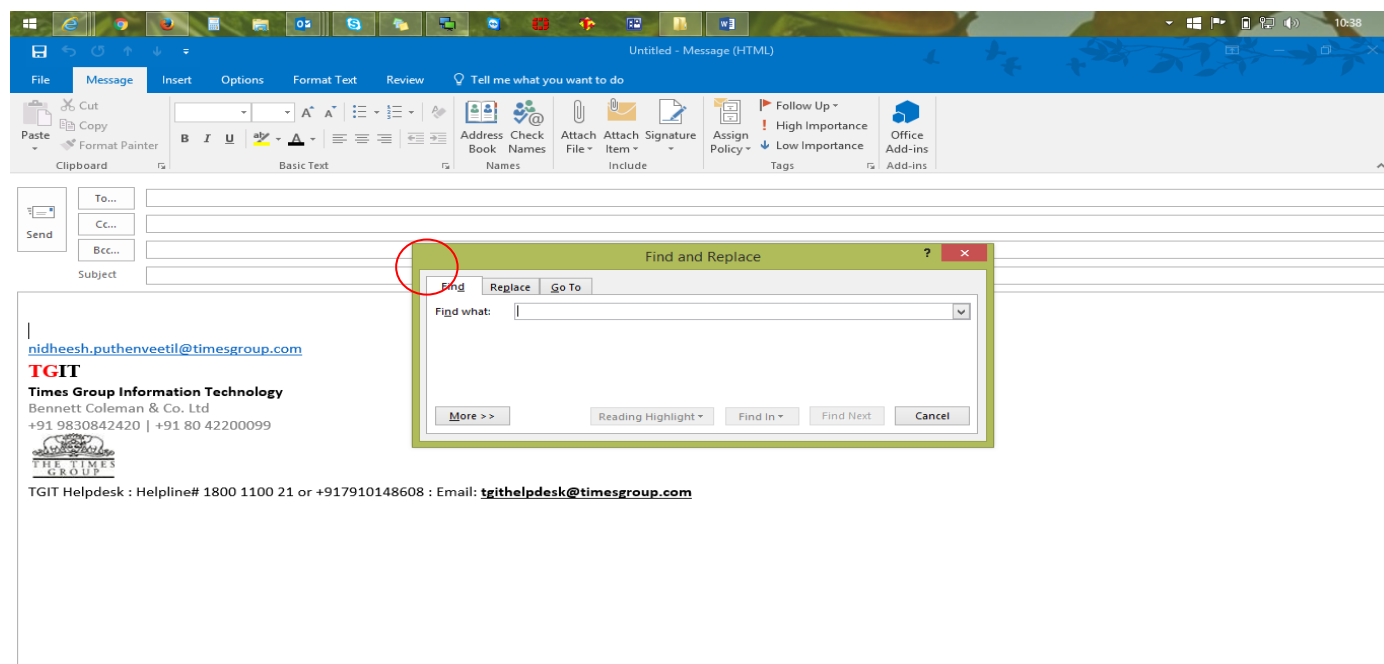 10:38
Untitled - Message (HTML)
File Message Insert Options Format Text Review Tell me what you want to do
Paste
Cut
Copy
Format Painter
Clipboard
B I U A
Basic Text
Address Book
Check Names
Names
Attach File
Attach Item
Signature
Include
Assign Policy
Follow Up
High Importance
Low Importance
Tags
Office Add-ins
Add-ins
Send
To...
Cc...
Bcc...
Subject
Find and Replace
? ×
Find Replace Go To
Find what:
More >> Reading Highlight Find In Find Next Cancel
nidheesh.puthenveetil@timesgroup.com
TGIT
Times Group Information Technology
Bennett Coleman & Co. Ltd
+91 9830842420 | +91 80 42200099
THE TIMES
GROUP
TGIT Helpdesk : Helpline# 1800 1100 21 or +917910148608 : Email: tgithelpdesk@timesgroup.com